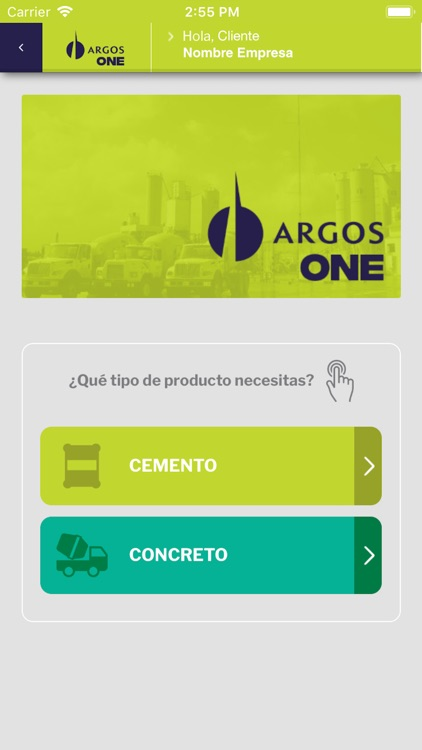 Carrier 2:55 PM
ARGOS
ONE
Hola, Cliente
Nombre Empresa
ARGOS
ONE
¿Qué tipo de producto necesitas?
CEMENTO
CONCRETO